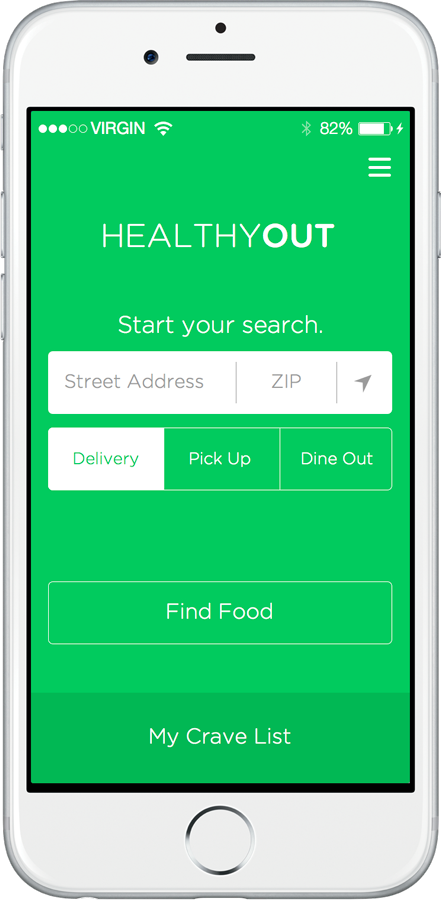 VIRGIN 82%
HEALTHYOUT
Start your search.
Street Address ZIP
Delivery Pick Up Dine Out
Find Food
My Crave List